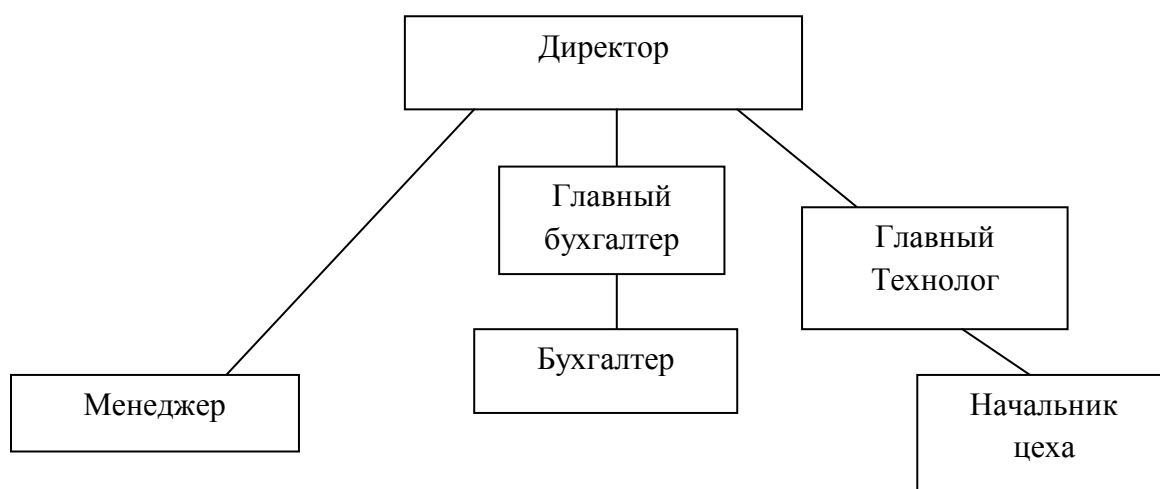 Директор
Главный
бухгалтер
Главный
Технолог
Бухгалтер
Менеджер
Начальник
цеха